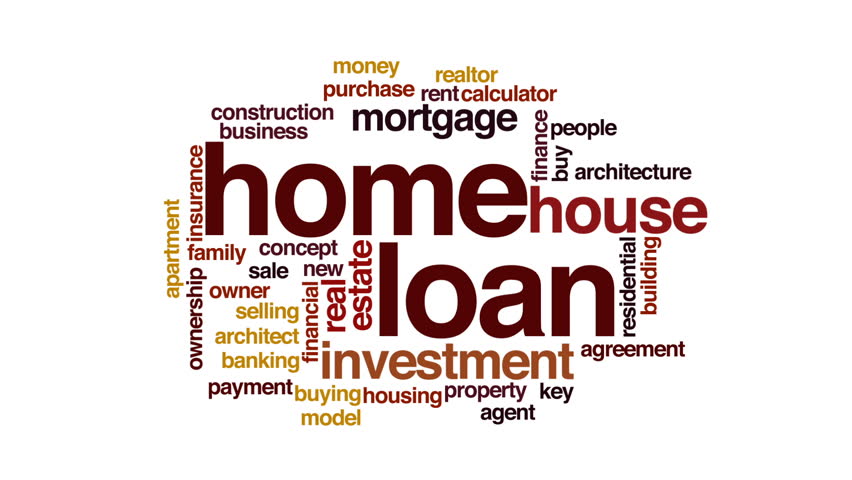 money
realtor
purchase
rent
calculator
construction
mortgage
business
finance
people
buy
architecture
insurance
home
house
apartment
family
concept
sale
new
real
estate
loan
residential
building
ownership
owner
financial
selling
architect
banking
investment
agreement
payment
buying
housing
property
key
model
agent